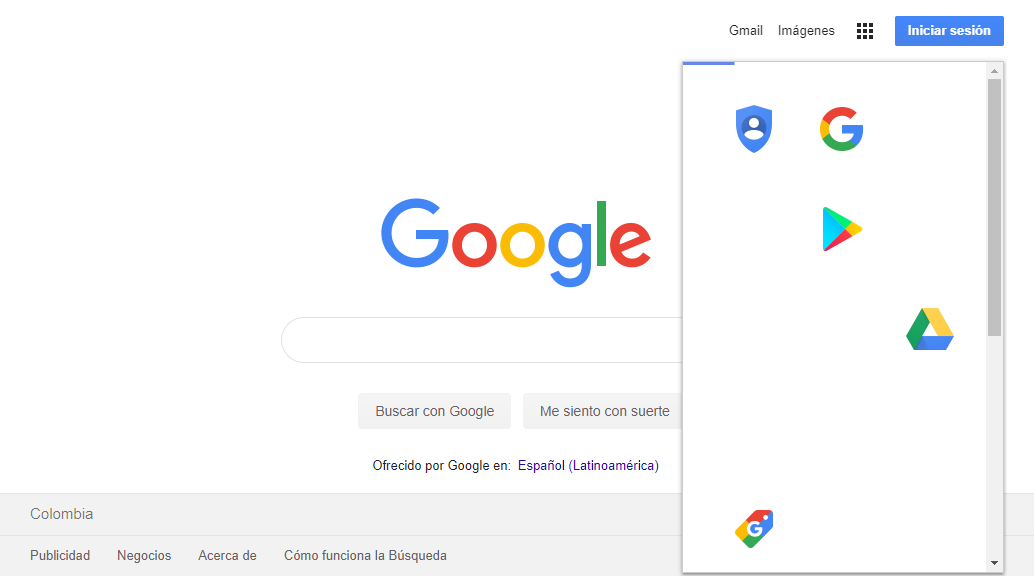 Gmail Imágenes Iniciar sesión
Google
Buscar con Google Me siento con suerte
Ofrecido por Google en: Español (Latinoamérica)
Colombia
Publicidad Negocios Acerca de Cómo funciona la Búsqueda